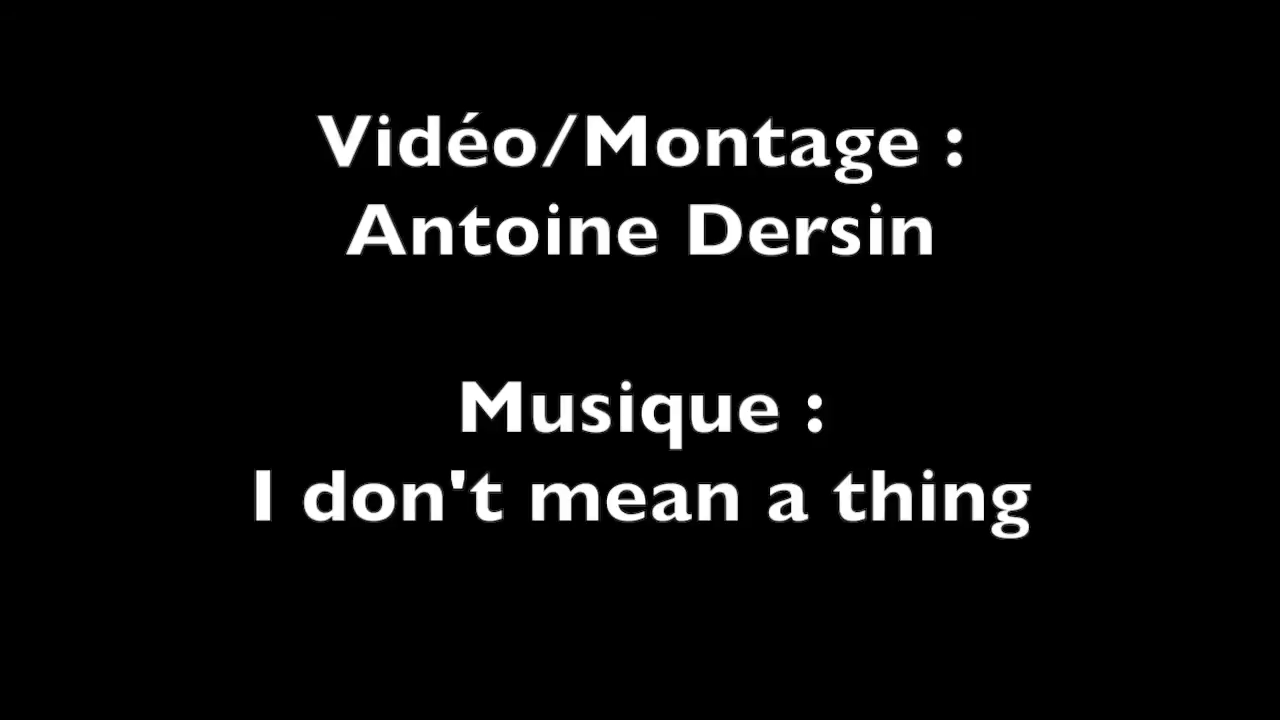 Vidéo/Montage :
Antoine Dersin
Musique :
I don't mean a thing